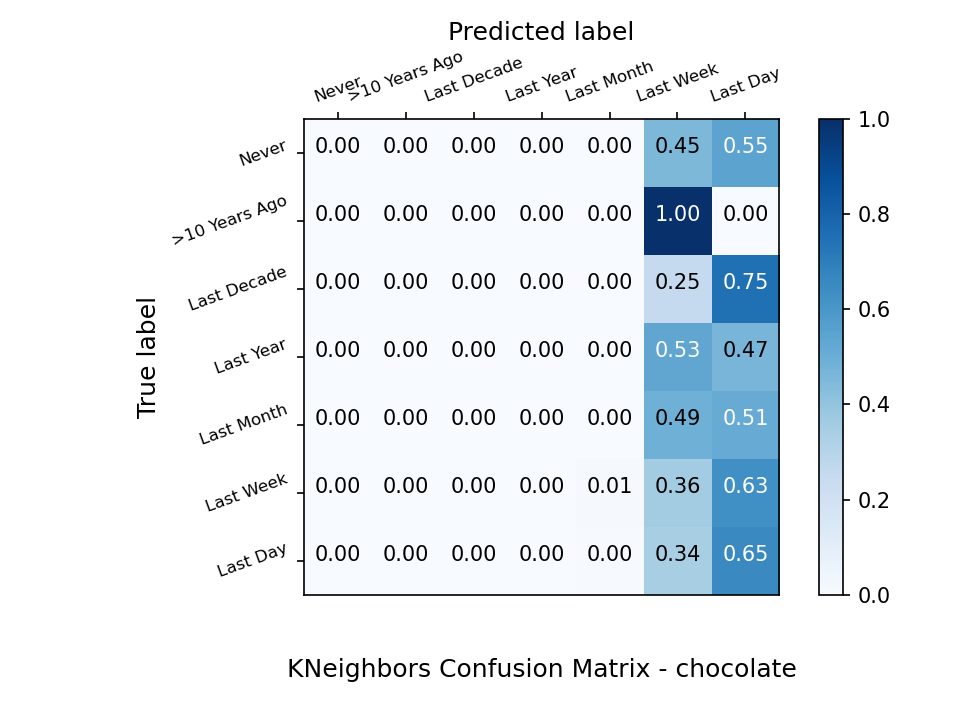 Predicted label
Never >10 Years Ago Last Decade Last Year Last Month Last Week Last Day
Never 0.00 0.00 0.00 0.00 0.00 0.45 0.55
>10 Years Ago 0.00 0.00 0.00 0.00 0.00 1.00 0.00
Last Decade 0.00 0.00 0.00 0.00 0.00 0.25 0.75
Last Year 0.00 0.00 0.00 0.00 0.00 0.53 0.47
Last Month 0.00 0.00 0.00 0.00 0.00 0.49 0.51
Last Week 0.00 0.00 0.00 0.00 0.01 0.36 0.63
Last Day 0.00 0.00 0.00 0.00 0.00 0.34 0.65
True label
1.0
0.8
0.6
0.4
0.2
0.0
KNeighbors Confusion Matrix - chocolate